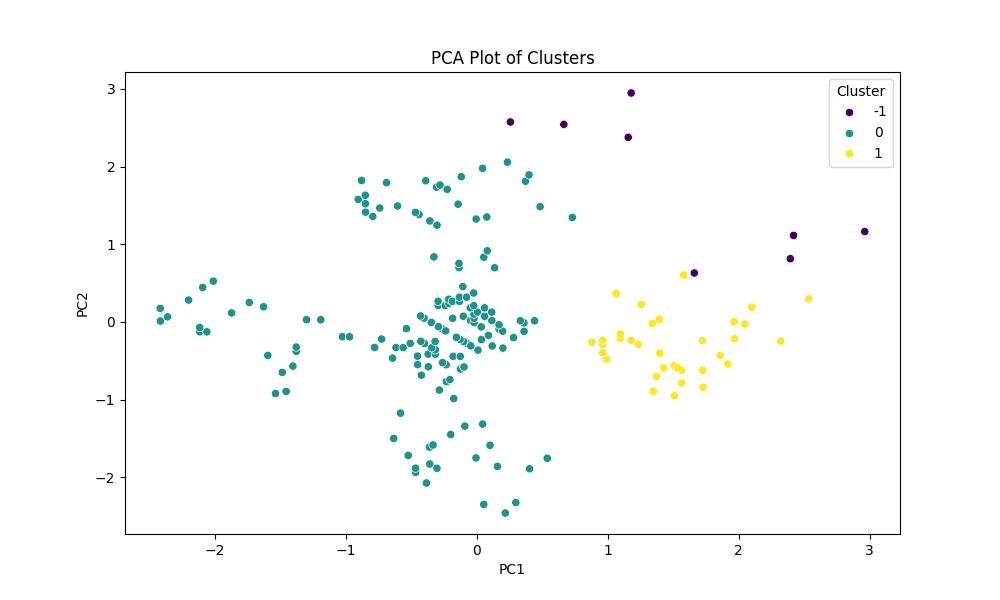 PCA Plot of Clusters
Cluster
-1
0
1
3
2
1
0
−1
−2
PC2
−2 −1 0 1 2 3
PC1